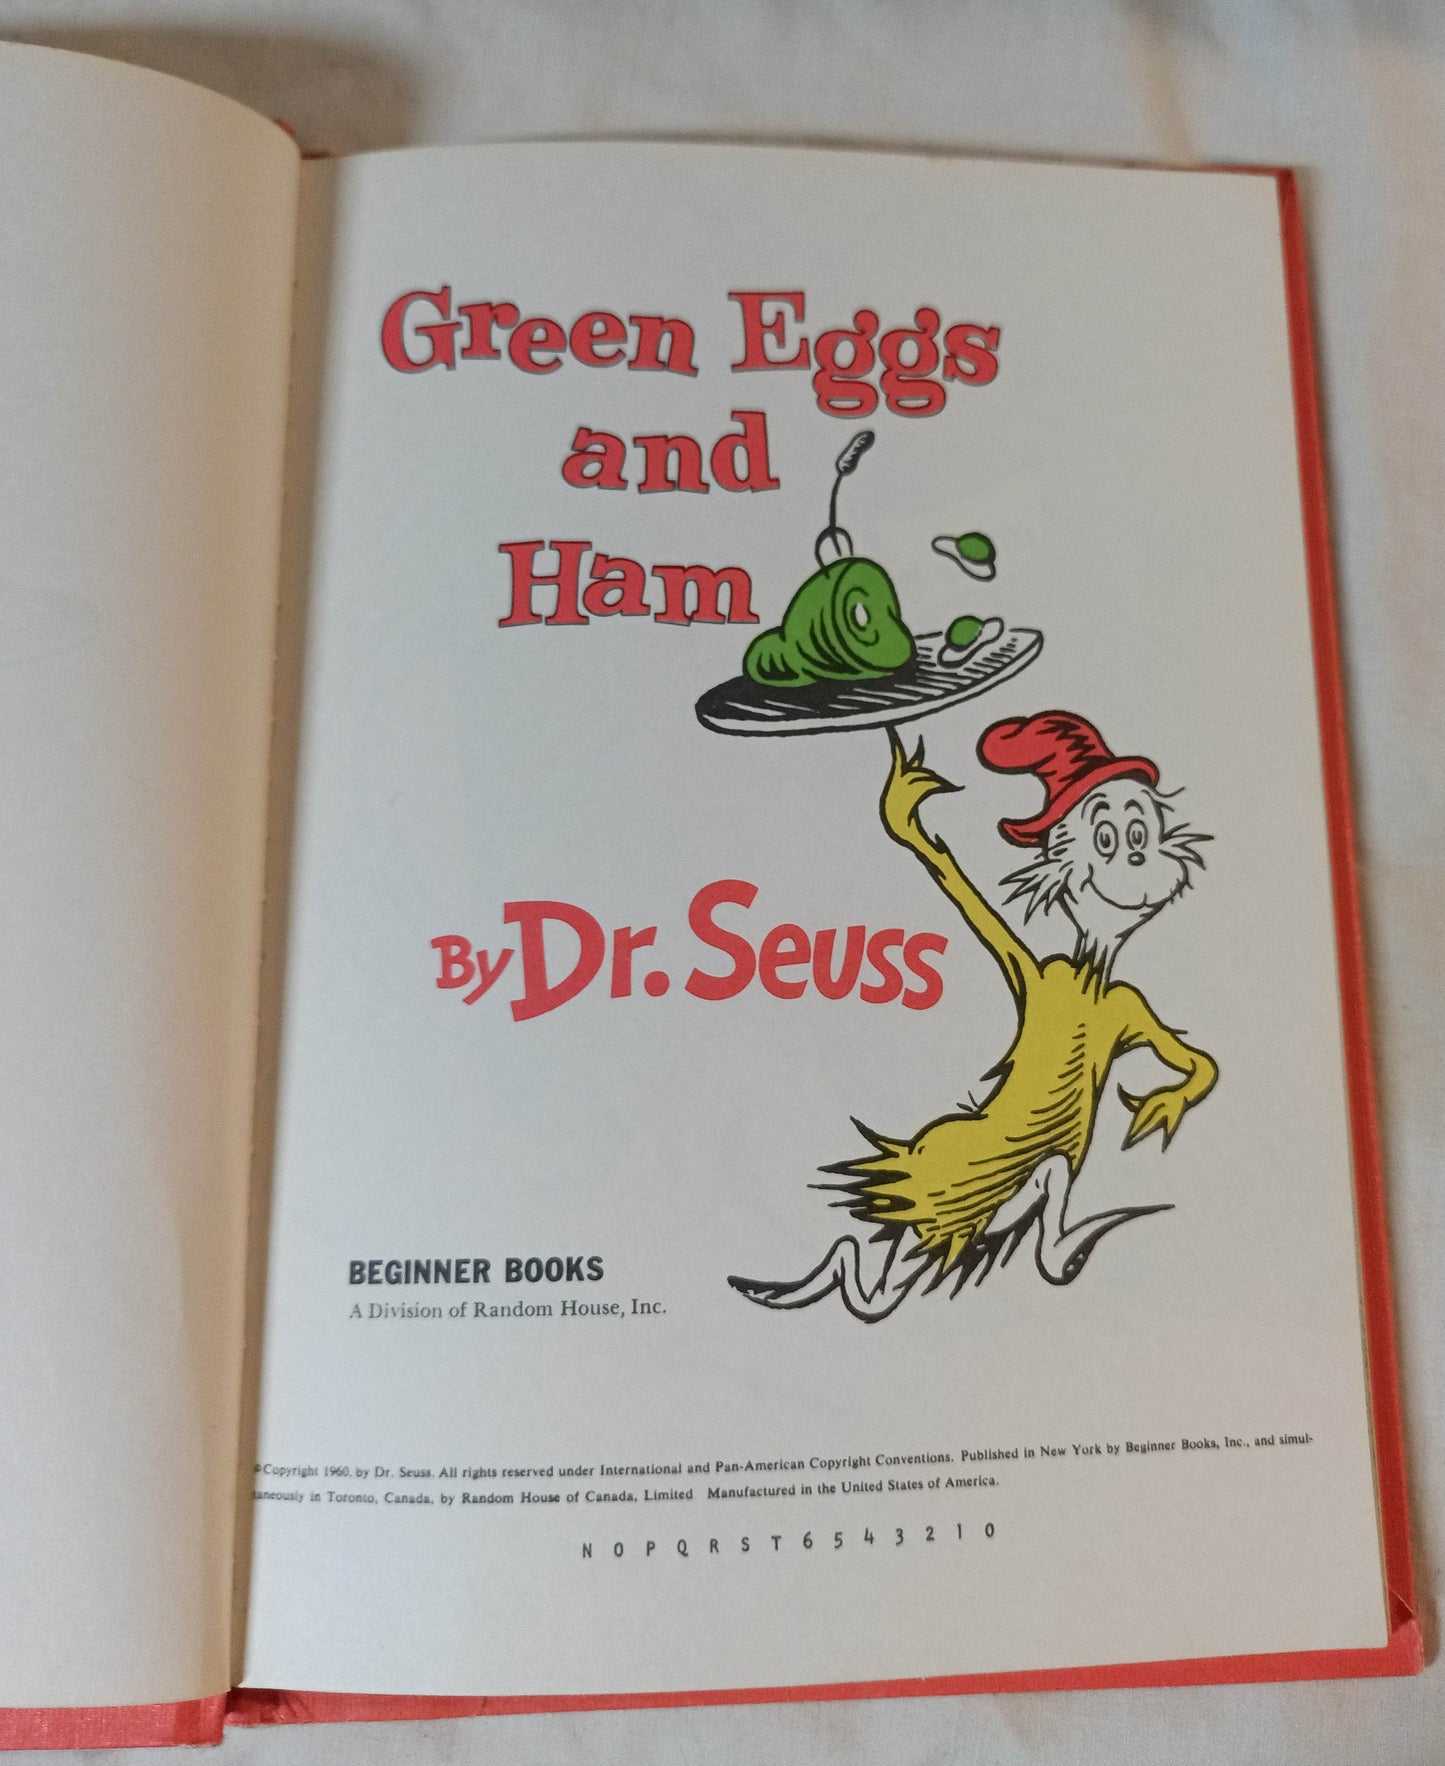 Green Eggs
and
Ham
By Dr. Seuss
BEGINNER BOOKS
A Division of Random House, Inc.
©Copyright 1960, by Dr. Seuss. All rights reserved under International and Pan-American Copyright Conventions. Published in New York by Beginner Books, Inc., and simul-
taneously in Toronto, Canada, by Random House of Canada, Limited Manufactured in the United States of America.
N O P Q R S T 6 5 4 3 2 1 0